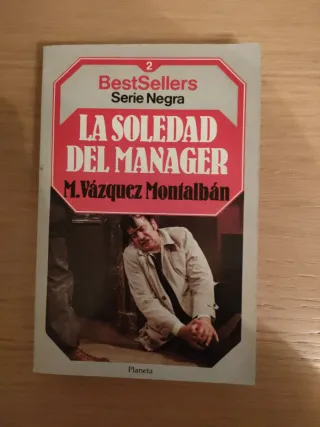 2
BestSellers
Serie Negra
LA SOLEDAD
DEL MANAGER
M. Vázquez Montalbán
Planeta